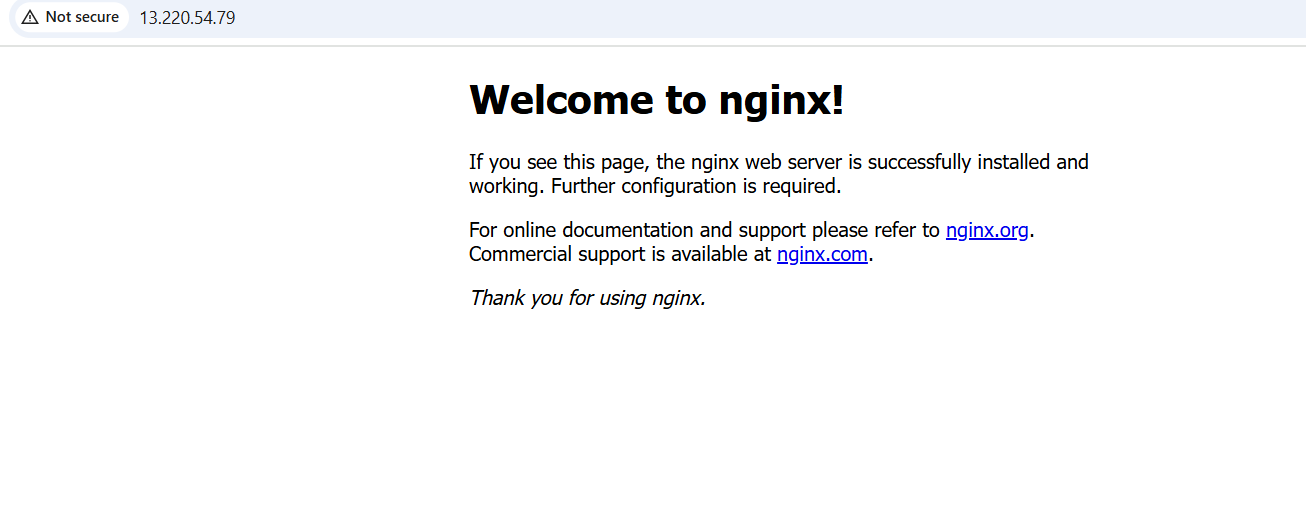 Not secure 13.220.54.79
Welcome to nginx!
If you see this page, the nginx web server is successfully installed and
working. Further configuration is required.
For online documentation and support please refer to nginx.org.
Commercial support is available at nginx.com.
Thank you for using nginx.